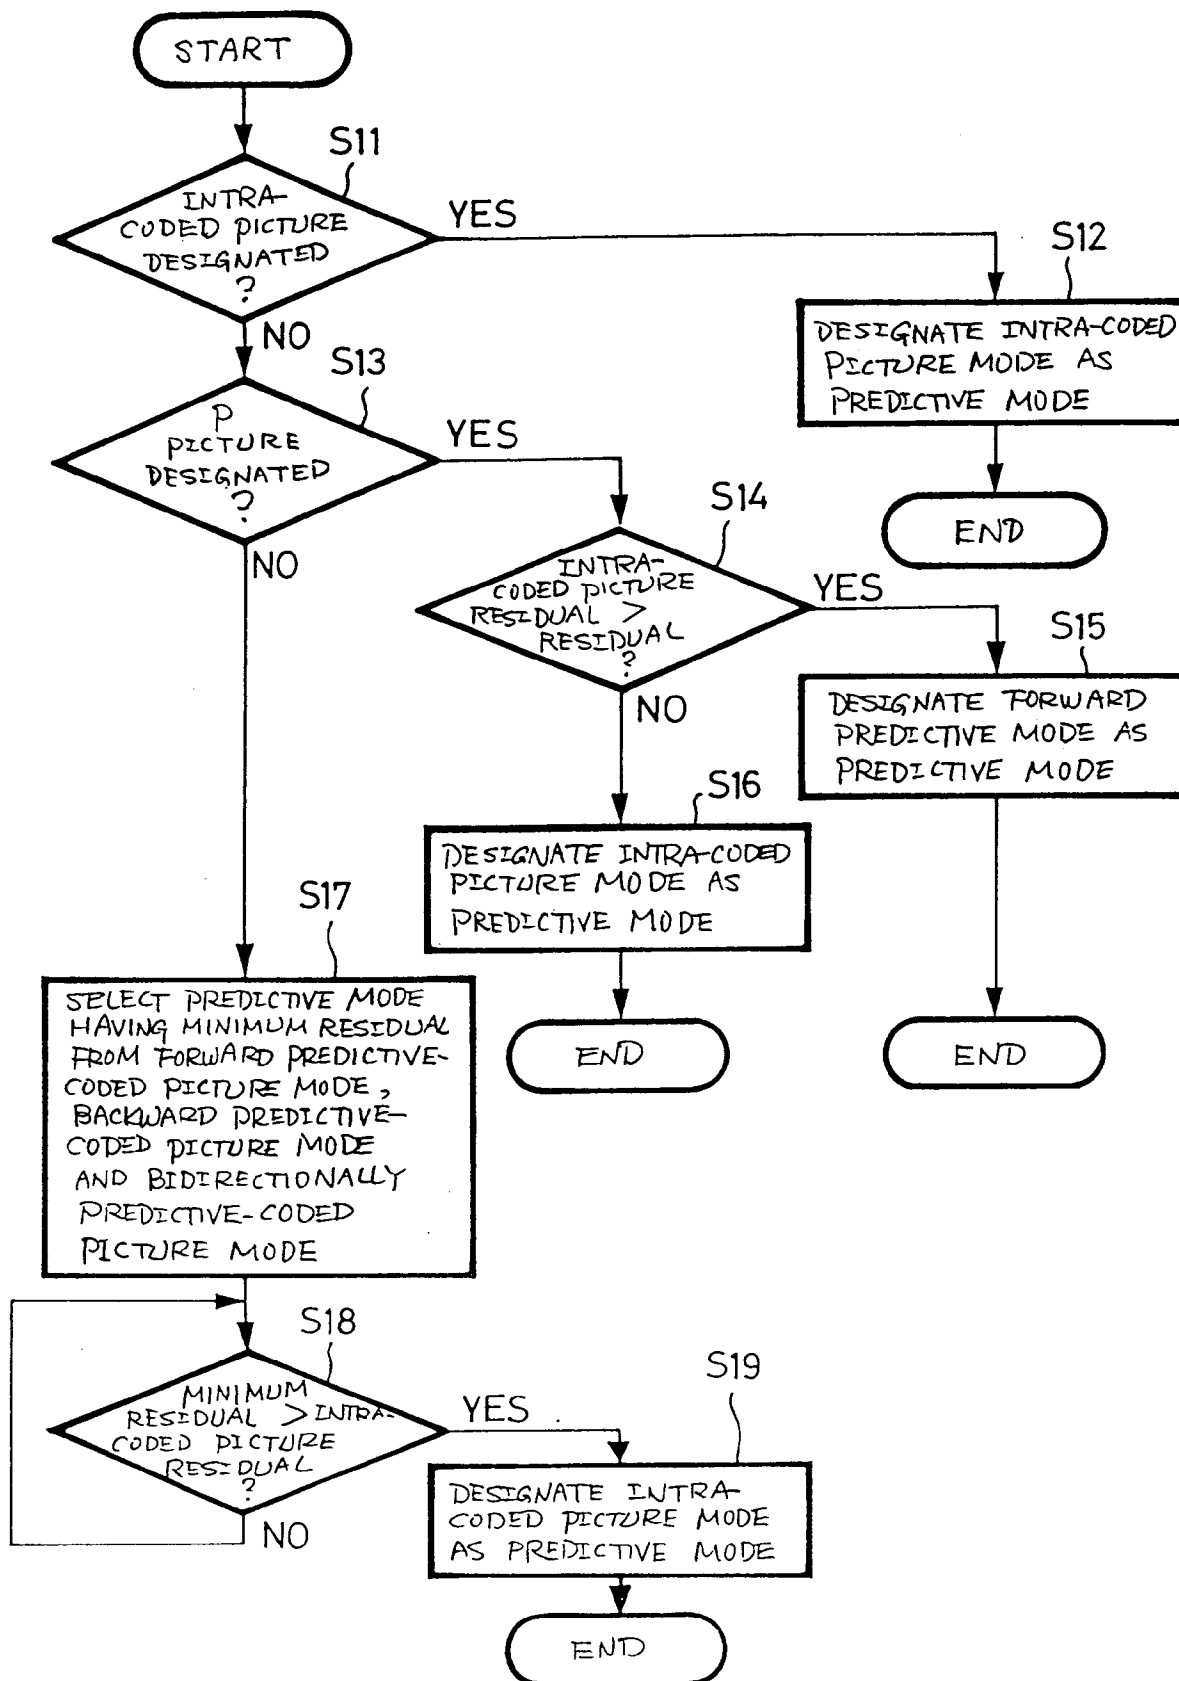 START
S11
INTRA-
CODED PICTURE
DESIGNATED
?
YES
NO
S12
DESIGNATE INTRA-CODED
PICTURE MODE AS
PREDICTIVE MODE
END
S13
P
PICTURE
DESIGNATED
?
YES
NO
S14
INTRA-
CODED PICTURE
RESIDUAL >
RESIDUAL
?
YES
NO
S15
DESIGNATE FORWARD
PREDICTIVE MODE AS
PREDICTIVE MODE
END
S16
DESIGNATE INTRA-CODED
PICTURE MODE AS
PREDICTIVE MODE
END
S17
SELECT PREDICTIVE MODE
HAVING MINIMUM RESIDUAL
FROM FORWARD PREDICTIVE-
CODED PICTURE MODE,
BACKWARD PREDICTIVE-
CODED PICTURE MODE
AND BIDIRECTIONALLY
PREDICTIVE-CODED
PICTURE MODE
S18
MINIMUM
RESIDUAL > INTRA-
CODED PICTURE
RESIDUAL
?
YES
NO
S19
DESIGNATE INTRA-
CODED PICTURE MODE
AS PREDICTIVE MODE
END